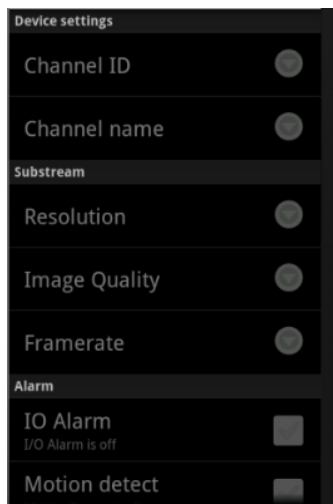 Device settings
Channel ID
Channel name
Substream
Resolution
Image Quality
Framerate
Alarm
IO Alarm
I/O Alarm is off
Motion detect